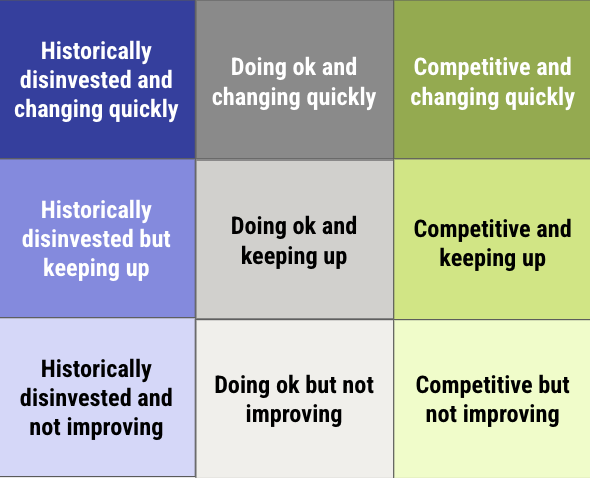 Historically
disinvested and
changing quickly
Doing ok and
changing quickly
Competitive and
changing quickly
Historically
disinvested but
keeping up
Doing ok and
keeping up
Competitive and
keeping up
Historically
disinvested and
not improving
Doing ok but not
improving
Competitive but
not improving